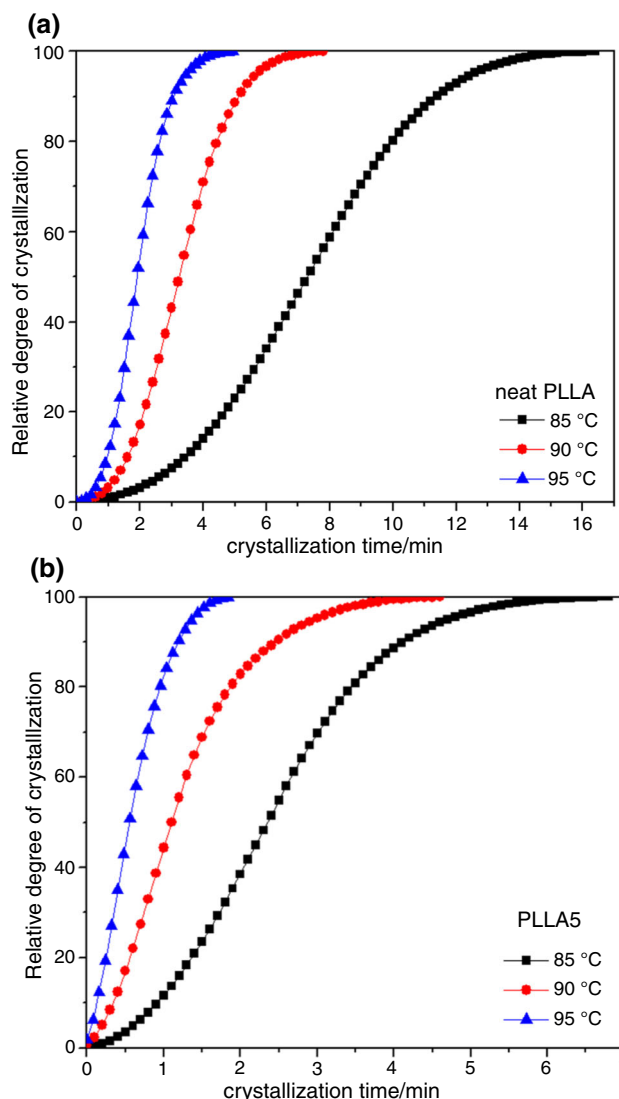 (a)
100
80
60
40
20
0
Relative degree of crystallization
neat PLLA
85 °C
90 °C
95 °C
0 2 4 6 8 10 12 14 16
crystallization time/min
(b)
100
80
60
40
20
0
Relative degree of crystallization
PLLA5
85 °C
90 °C
95 °C
0 1 2 3 4 5 6
crystallization time/min